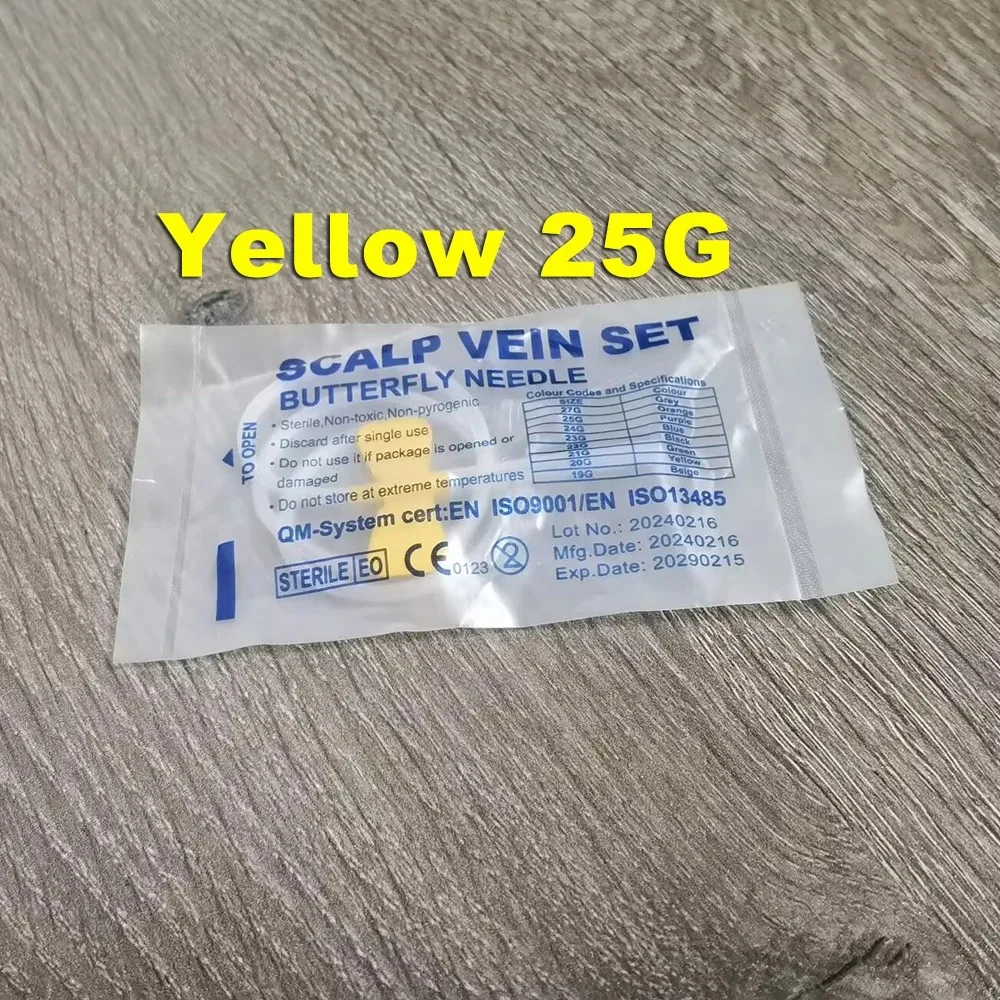 Yellow 25G
SCALP VEIN SET
BUTTERFLY NEEDLE
• Sterile,Non-toxic,Non-pyrogenic
• Discard after single use
• Do not use it if package is opened or
damaged
• Do not store at extreme temperatures
TO OPEN
Colour Codes and Specifications
SIZE Colour
27G Grey
25G Orange
24G Purple
23G Blue
22G Black
21G Green
20G Yellow
19G Beige
QM-System cert:EN ISO9001/EN ISO13485
STERILE EO CE 0123 2
Lot No.: 20240216
Mfg.Date: 20240216
Exp.Date: 20290215